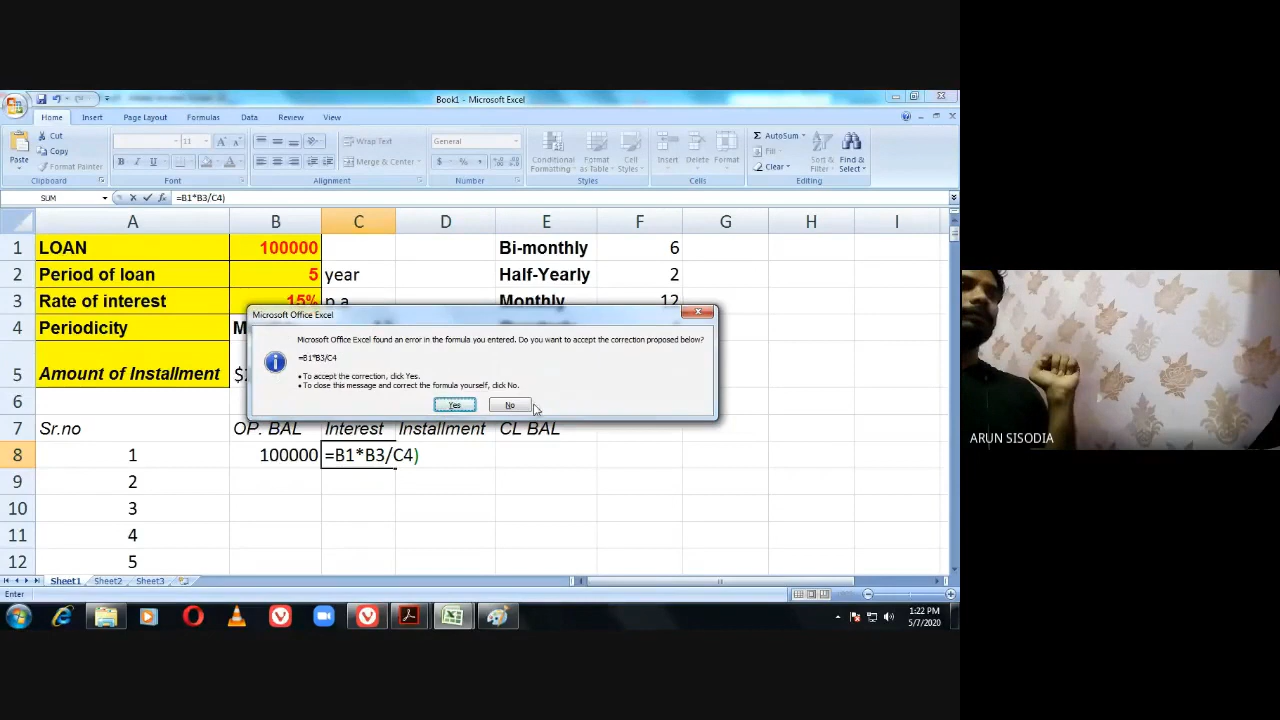 Book1 - Microsoft Excel
Home Insert Page Layout Formulas Data Review View
Cut
Copy
Format Painter
Paste
Clipboard
11
Font
Wrap Text
Merge & Center
Alignment
General
Number
Conditional Formatting
Format as Table
Cell Styles
Styles
Insert Delete Format
Cells
AutoSum
Fill
Clear
Sort & Filter
Find & Select
Editing
SUM =B1*B3/C4)
A B C D E F G H I
1 LOAN 100000 Bi-monthly 6
2 Period of loan 5 year Half-Yearly 2
3 Rate of interest 15% p.a Monthly 12
4 Periodicity
5 Amount of Installment
6
7 Sr.no OP. BAL Interest Installment CL BAL
8 1 100000 =B1*B3/C4)
9 2
10 3
11 4
12 5
Microsoft Office Excel
Microsoft Office Excel found an error in the formula you entered. Do you want to accept the correction proposed below?
=B1*B3/C4
• To accept the correction, click Yes.
• To close this message and correct the formula yourself, click No.
Yes No
Sheet1 Sheet2 Sheet3
Enter
1:22 PM
5/7/2020
ARUN SISODIA